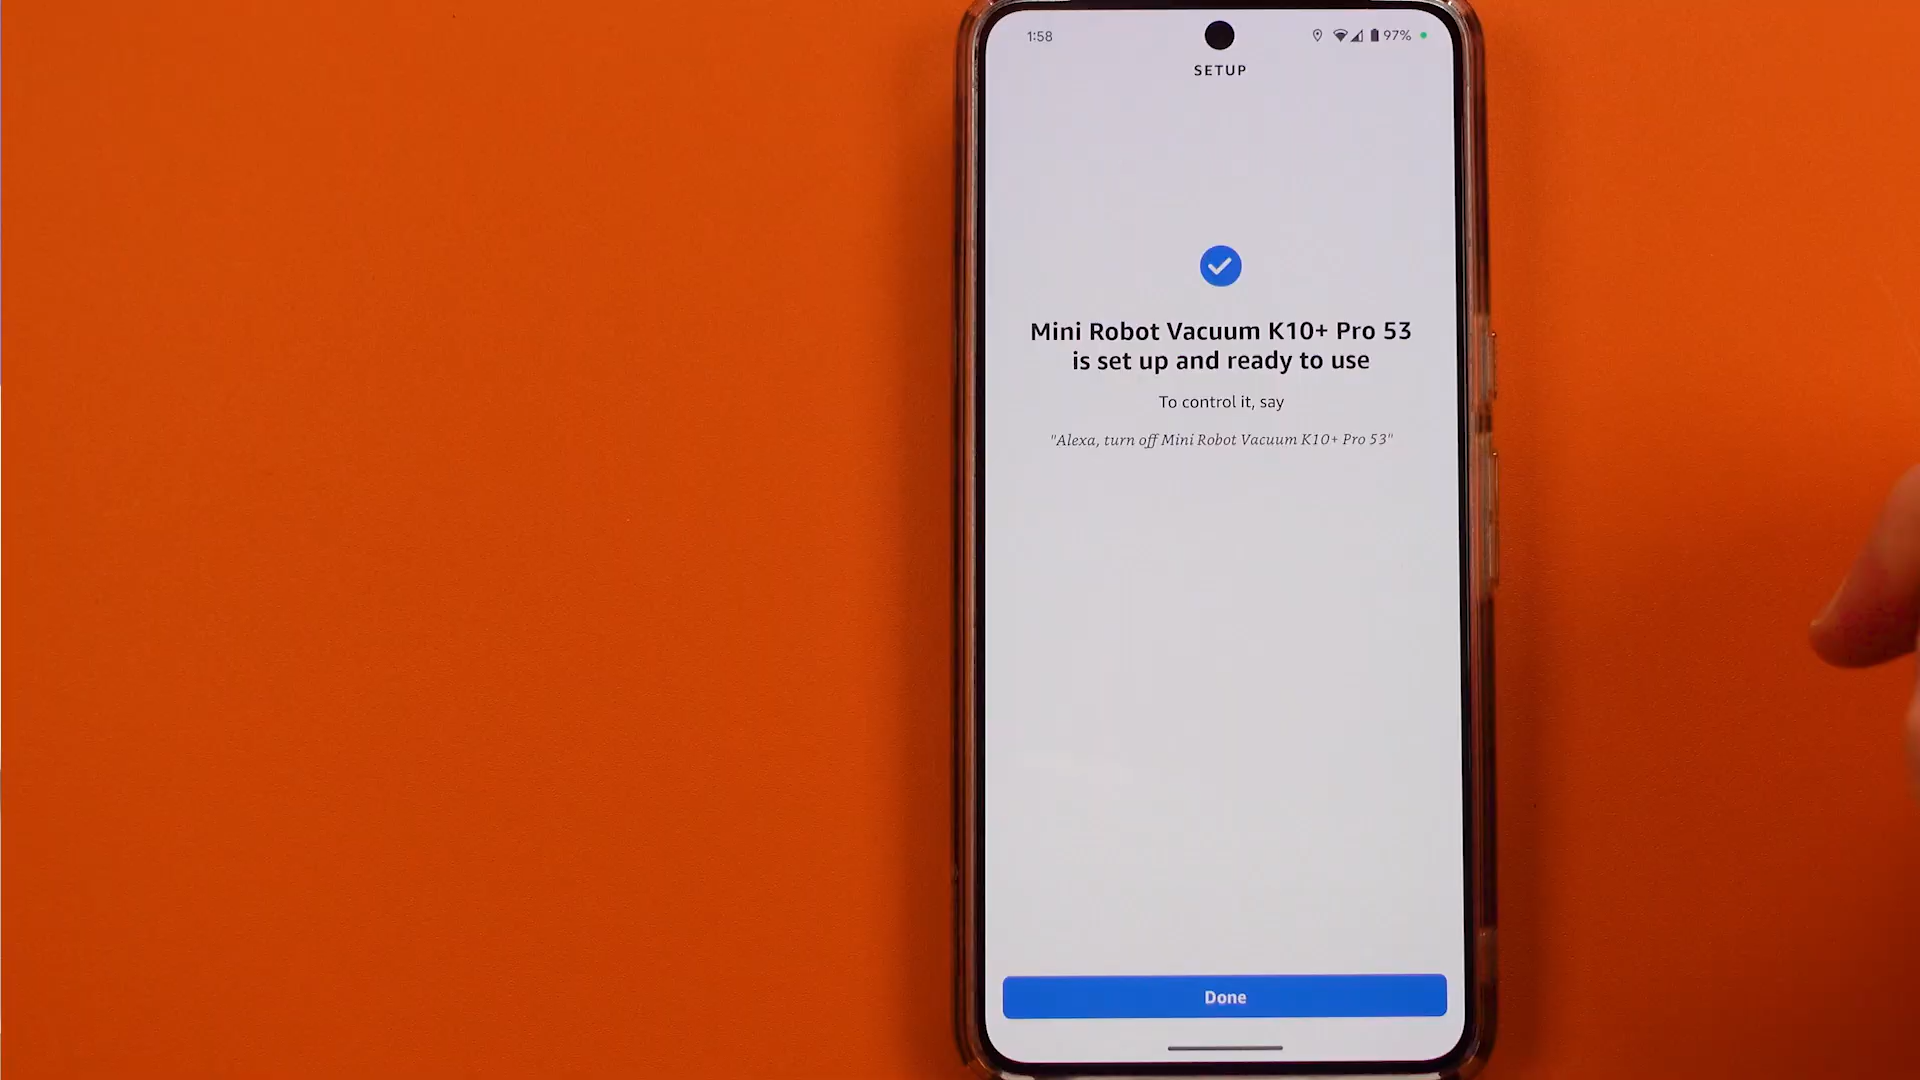 1:58
97%
SETUP
Mini Robot Vacuum K10+ Pro 53
is set up and ready to use
To control it, say
"Alexa, turn off Mini Robot Vacuum K10+ Pro 53"
Done